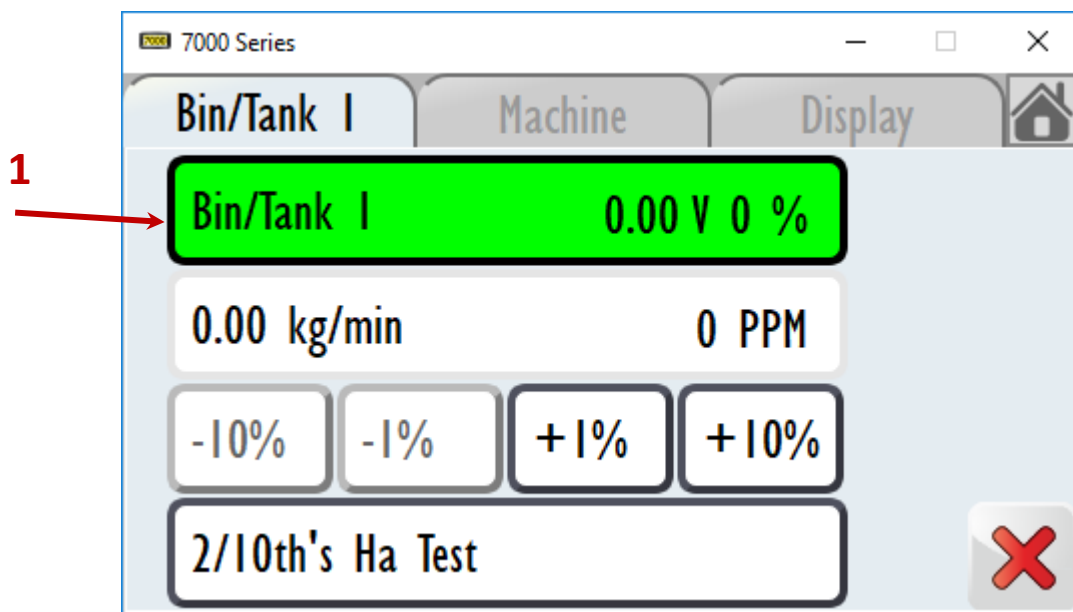 7000 7000 Series
Bin/Tank 1 Machine Display
1
Bin/Tank 1 0.00 V 0 %
0.00 kg/min 0 PPM
-10% -1% +1% +10%
2/10th's Ha Test